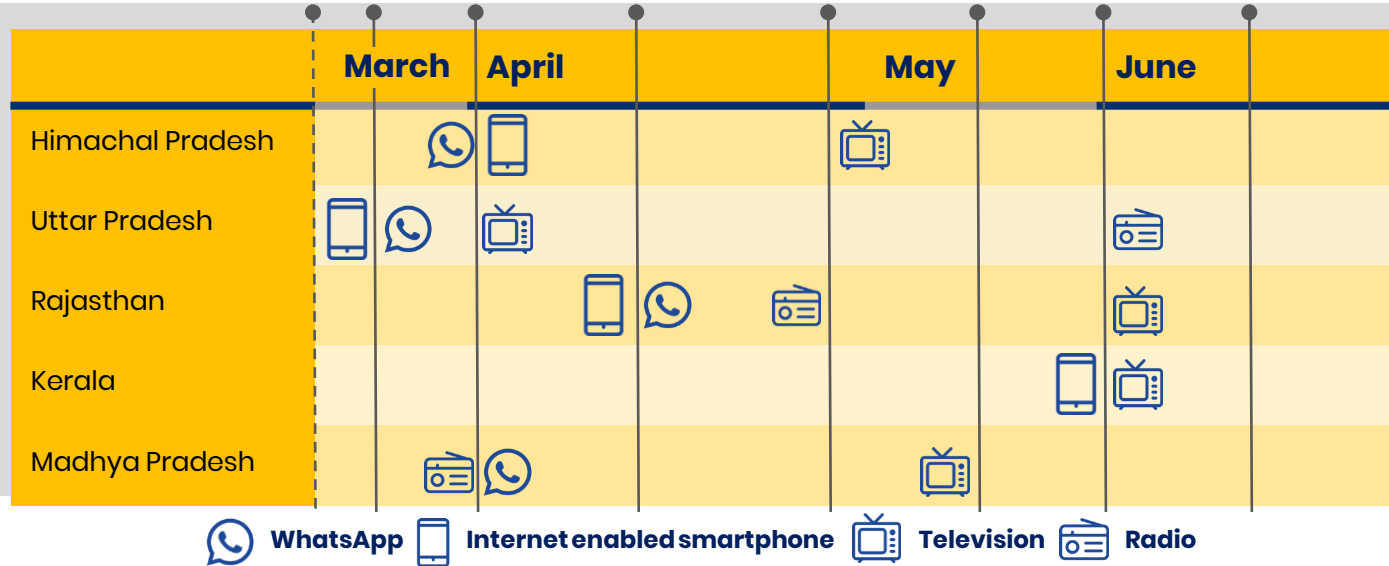 March April May June
Himachal Pradesh
Uttar Pradesh
Rajasthan
Kerala
Madhya Pradesh
WhatsApp Internet enabled smartphone Television Radio